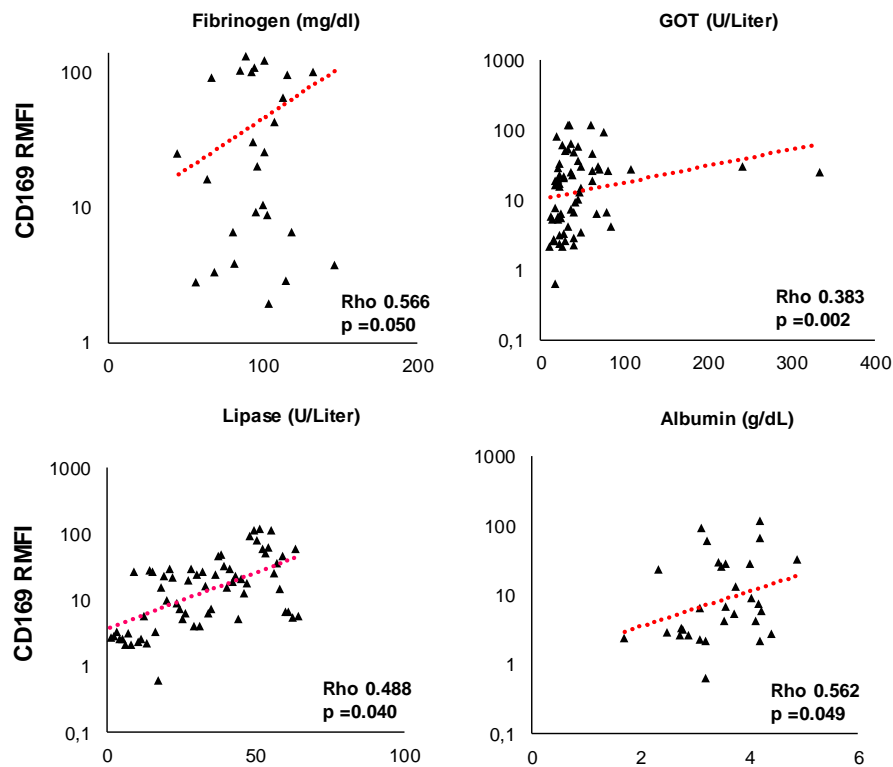 Fibrinogen (mg/dl)
CD169 RMFI
100
10
1
0
100
200
Rho 0.566
p =0.050
GOT (U/Liter)
1000
100
10
1
0,1
0
100
200
300
400
Rho 0.383
p =0.002
Lipase (U/Liter)
CD169 RMFI
1000
100
10
1
0,1
0
50
100
Rho 0.488
p =0.040
Albumin (g/dL)
1000
100
10
1
0,1
0
2
4
6
Rho 0.562
p =0.049